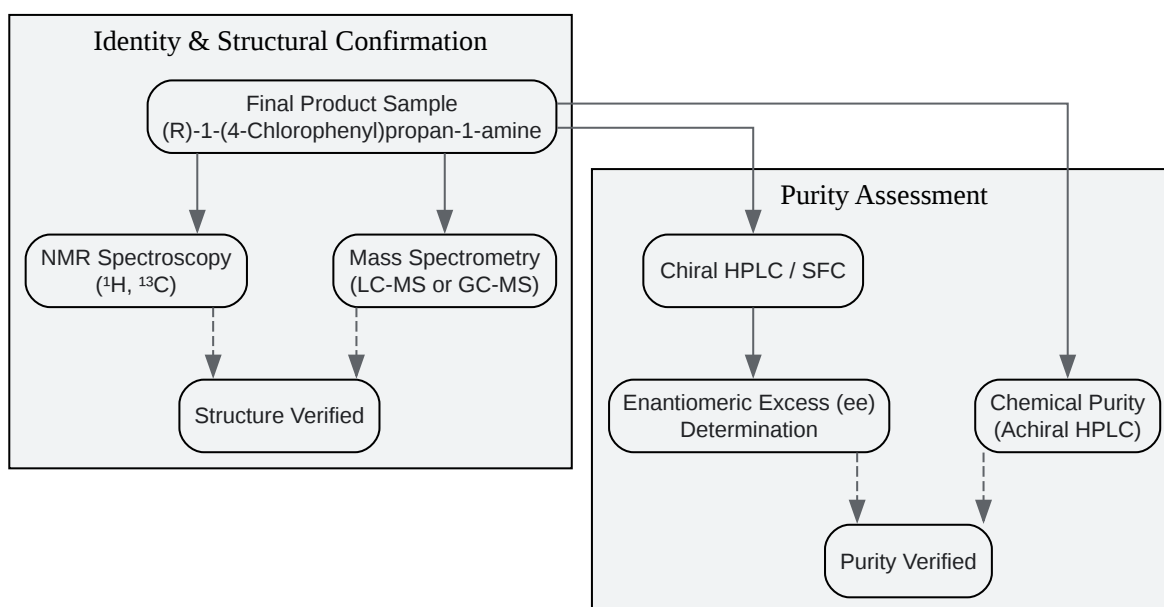 Identity & Structural Confirmation
Final Product Sample
(R)-1-(4-Chlorophenyl)propan-1-amine
NMR Spectroscopy
(¹H, ¹³C)
Mass Spectrometry
(LC-MS or GC-MS)
Structure Verified
Purity Assessment
Chiral HPLC / SFC
Enantiomeric Excess (ee)
Determination
Chemical Purity
(Achiral HPLC)
Purity Verified